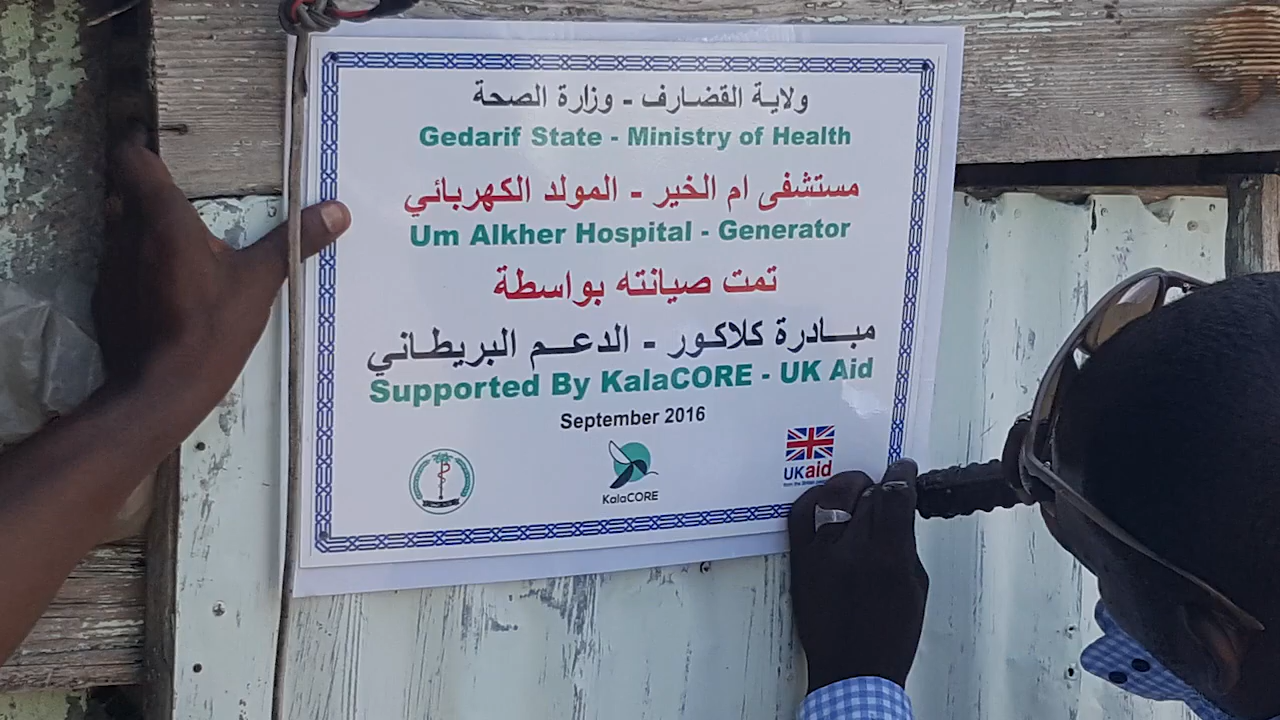 ولاية القضارف - وزارة الصحة
Gedarif State - Ministry of Health
مستشفى ام الخير - المولد الكهربائي
Um Alkher Hospital - Generator
تمت صيانته بواسطة
مبادرة كلاكور - الدعم البريطاني
Supported By KalaCORE - UK Aid
September 2016
KalaCORE
UKaid
from the British people